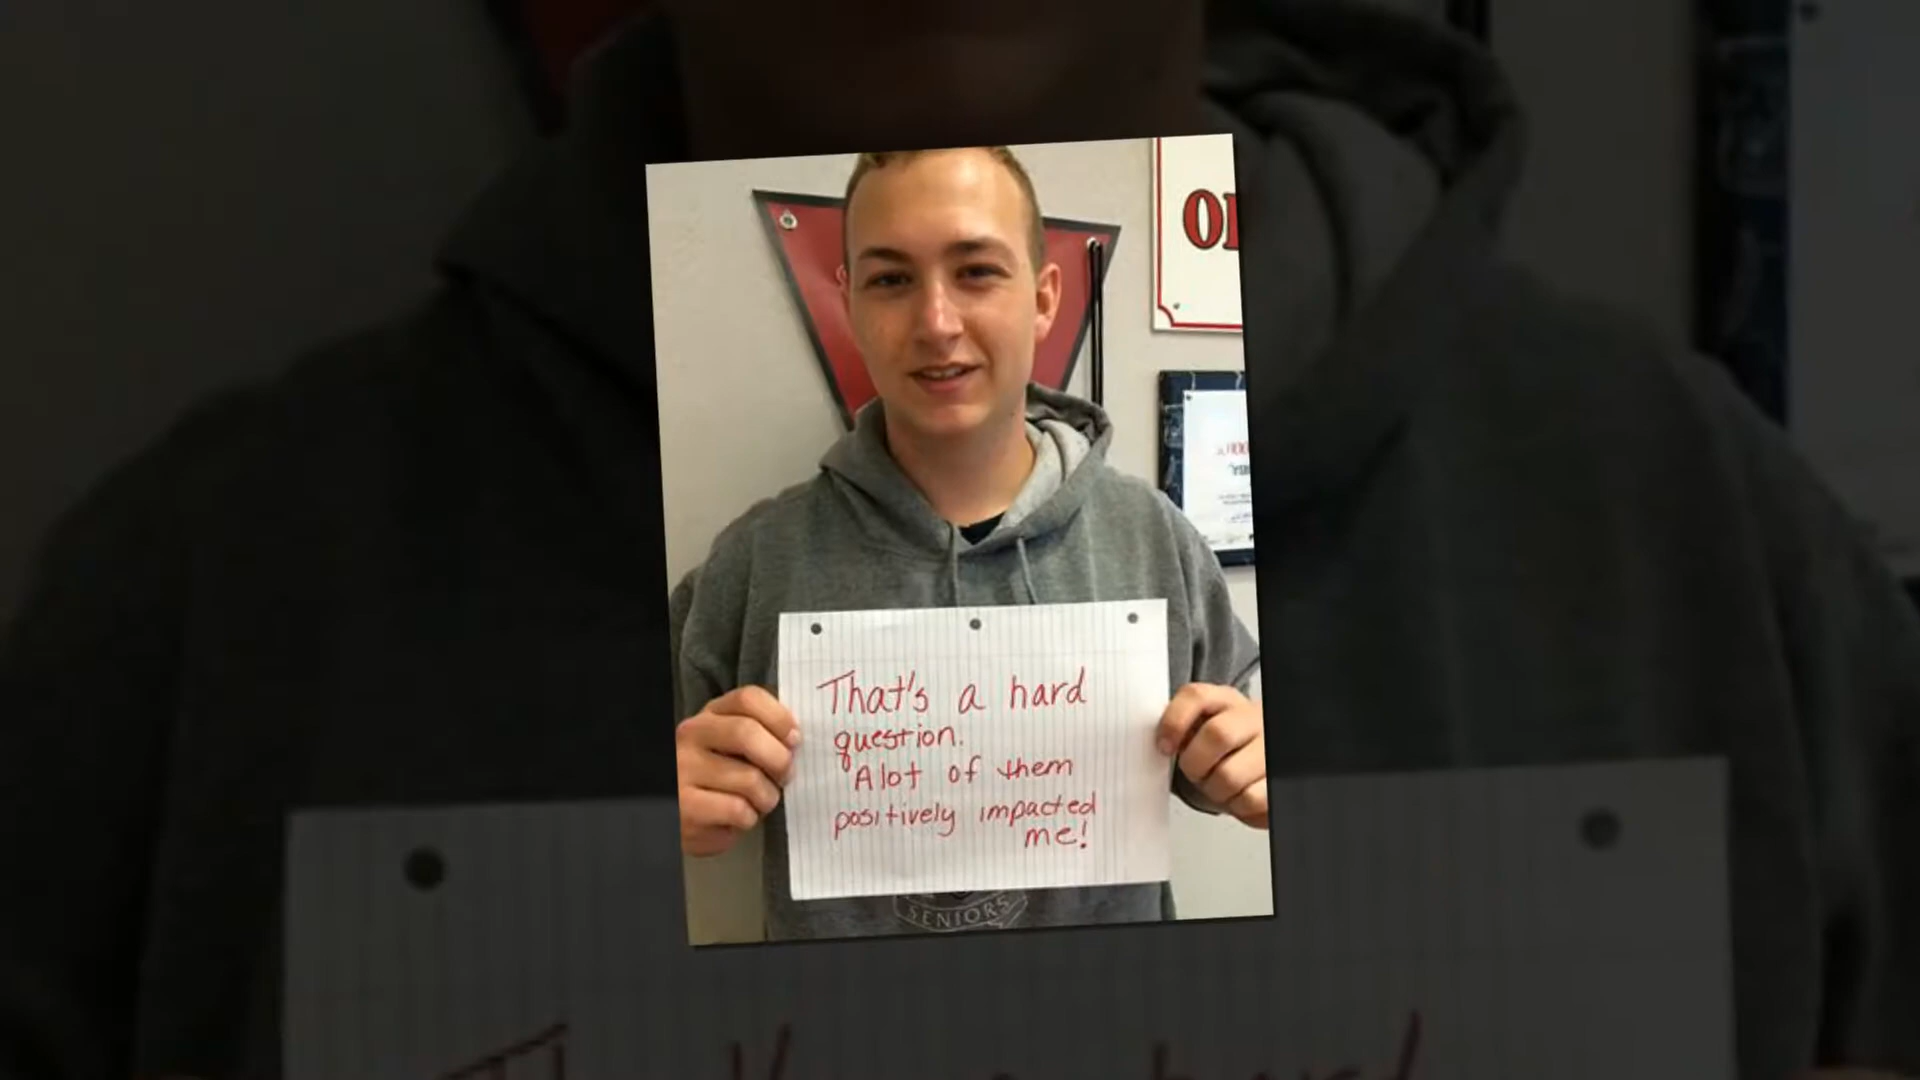 That's a hard
question.
Alot of them
positively impacted
me!
SENIORS